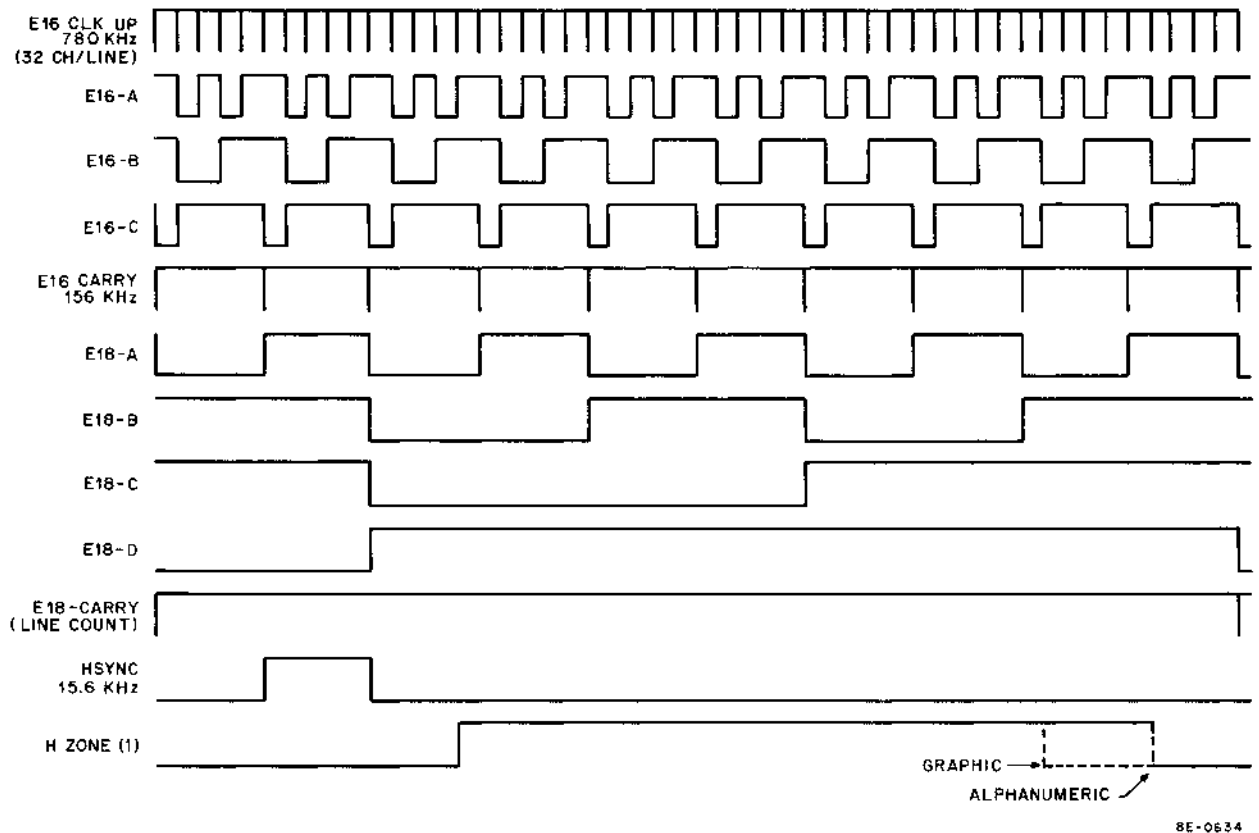 E16 CLK UP
780 KHz
(32 CH/LINE)
E16-A
E16-B
E16-C
E16 CARRY
156 KHz
E18-A
E18-B
E18-C
E18-D
E18-CARRY
(LINE COUNT)
HSYNC
15.6 KHz
H ZONE (1)
GRAPHIC
ALPHANUMERIC
8E-0634